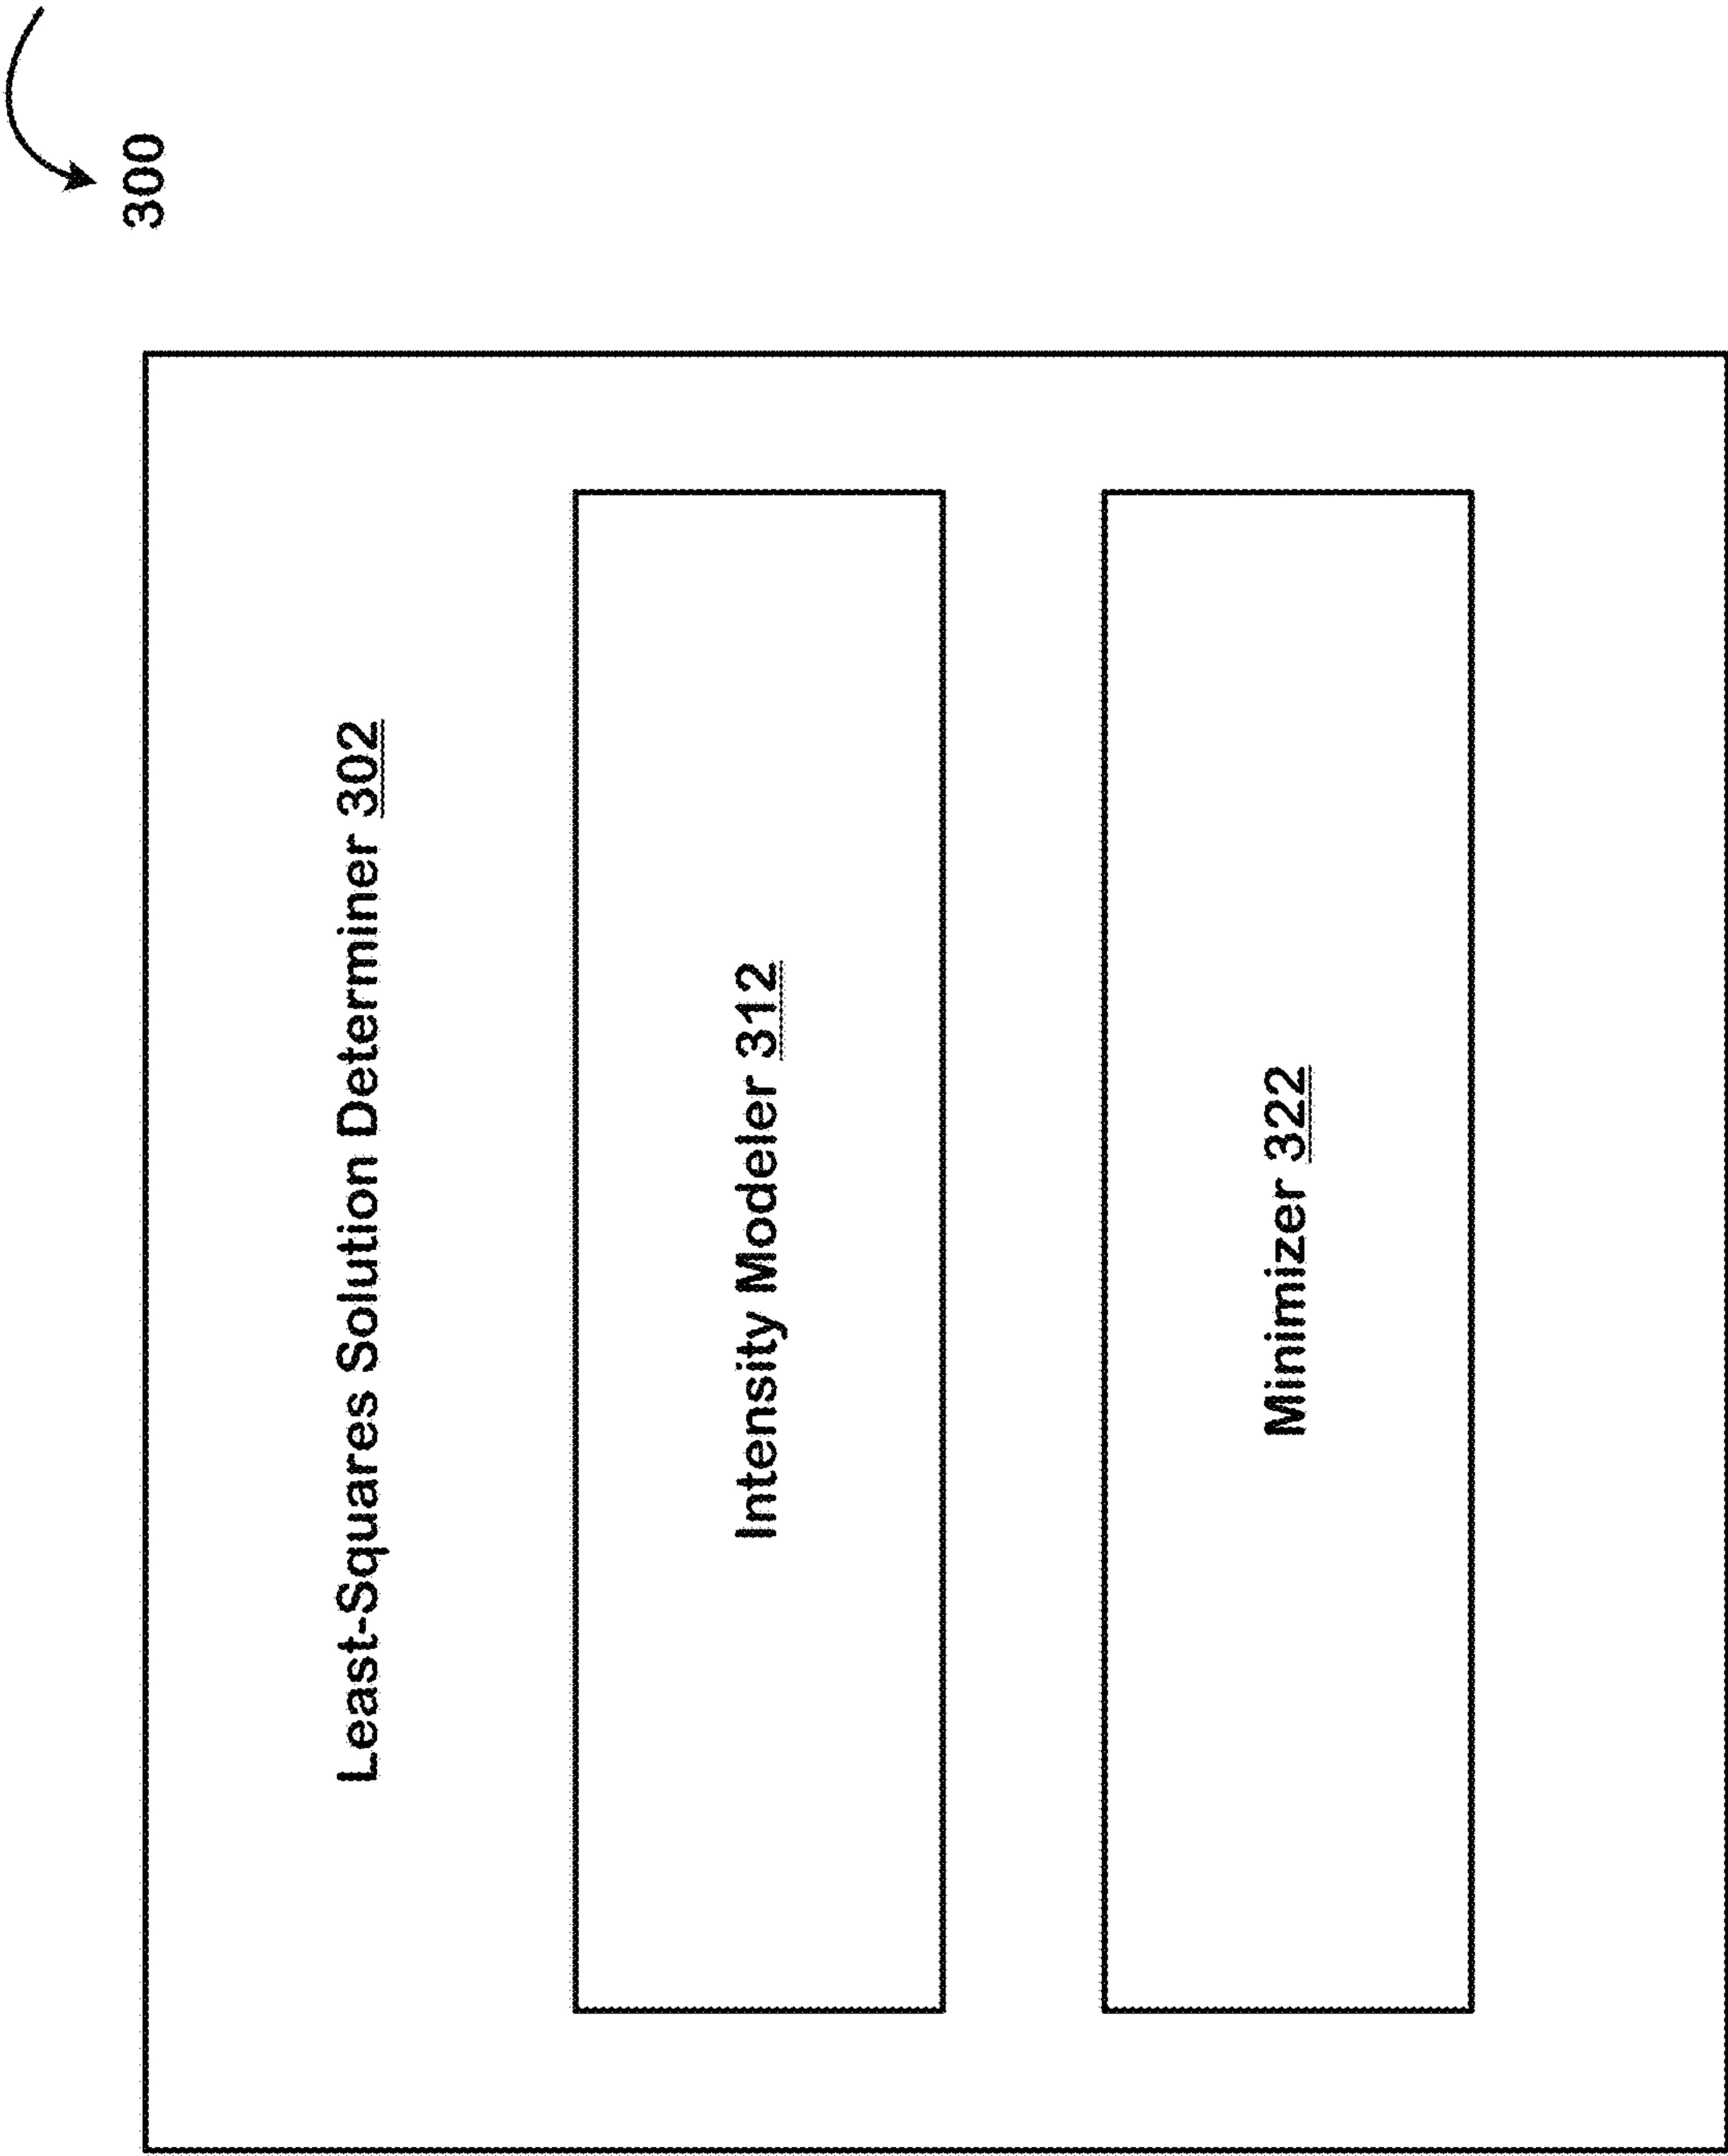 300
Least-Squares Solution Determiner 302
Intensity Modeler 312
Minimizer 322